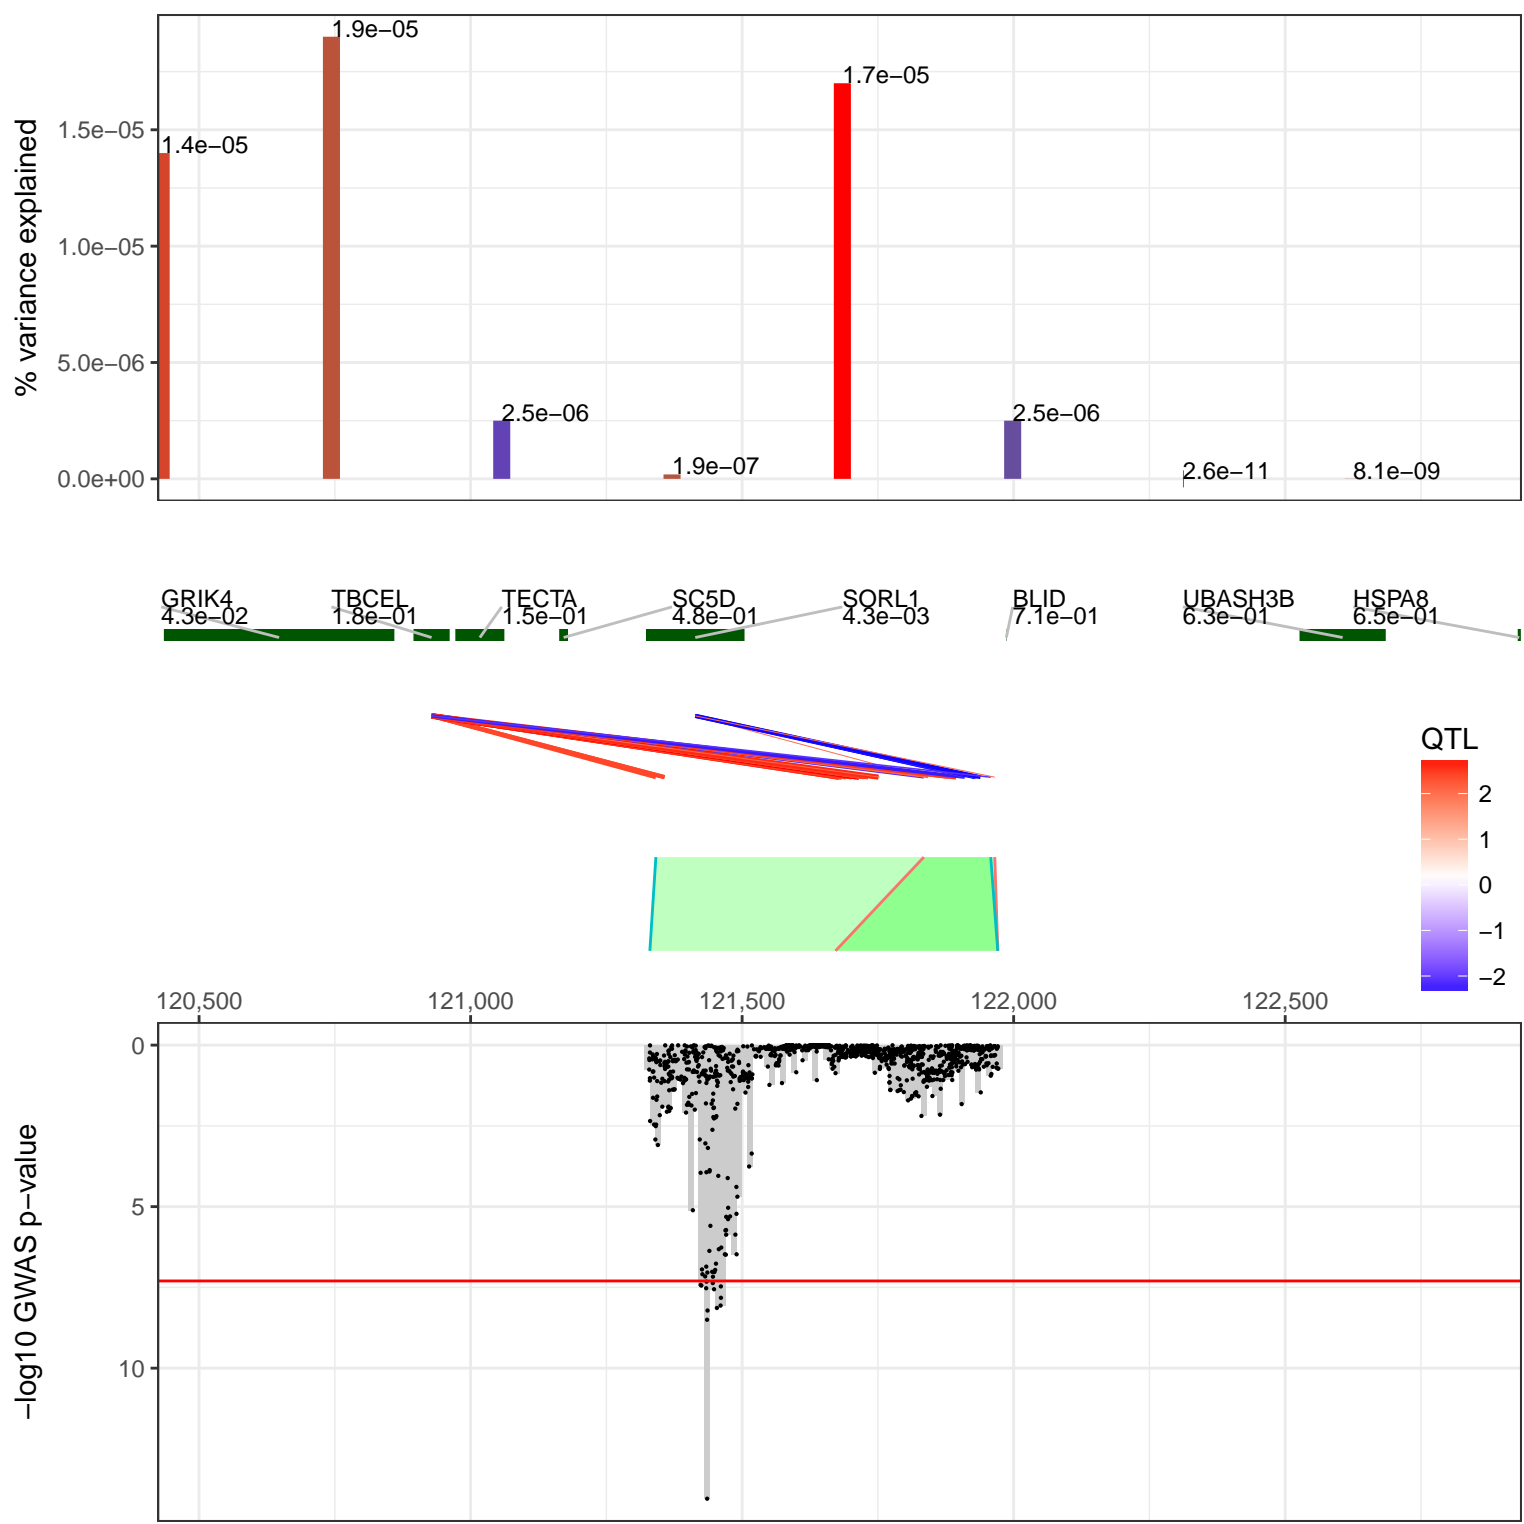 1.9e−05
1.7e−05
1.4e−05
2.5e−06
1.9e−07
2.5e−06
2.6e−11
8.1e−09
1.5e−05
1.0e−05
5.0e−06
0.0e+00
% variance explained
GRIK4 TBCEL TECTA SC5D SORL1 BLID UBASH3B HSPA8
4.3e−02 1.8e−01 1.5e−01 4.8e−01 4.3e−03 7.1e−01 6.3e−01 6.5e−01
QTL
2
1
0
−1
−2
120,500 121,000 121,500 122,000 122,500
0
5
10
−log10 GWAS p−value